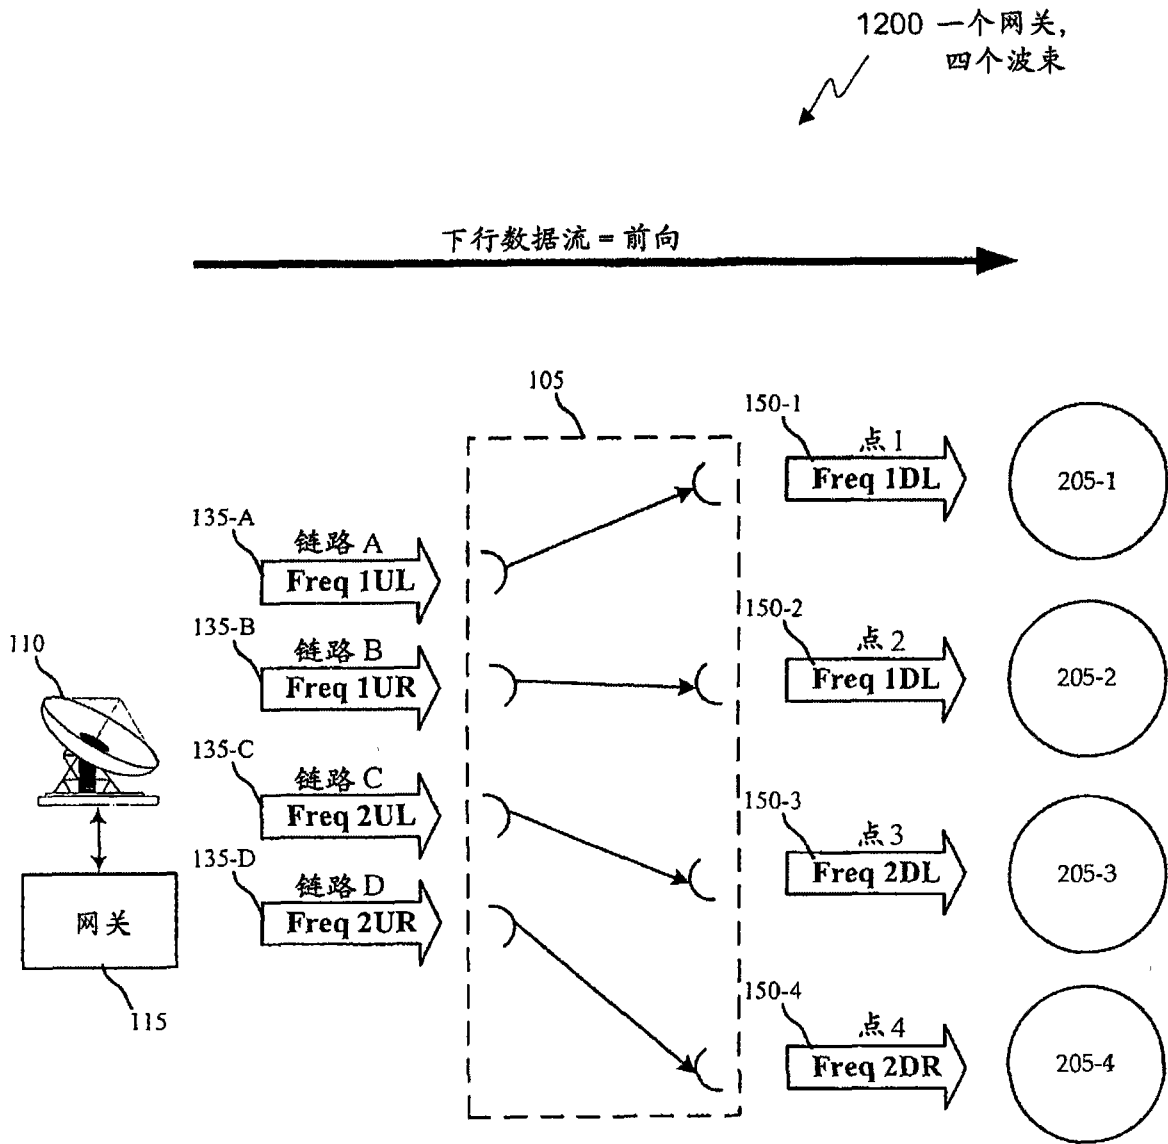 1200 一个网关,
四个波束
下行数据流 = 前向
105
150-1
点1
Freq 1DL
205-1
135-A
链路 A
Freq 1UL
150-2
点2
Freq 1DL
205-2
110
135-B
链路 B
Freq 1UR
135-C
链路 C
Freq 2UL
150-3
点3
Freq 2DL
205-3
135-D
链路 D
Freq 2UR
网关
115
150-4
点4
Freq 2DR
205-4